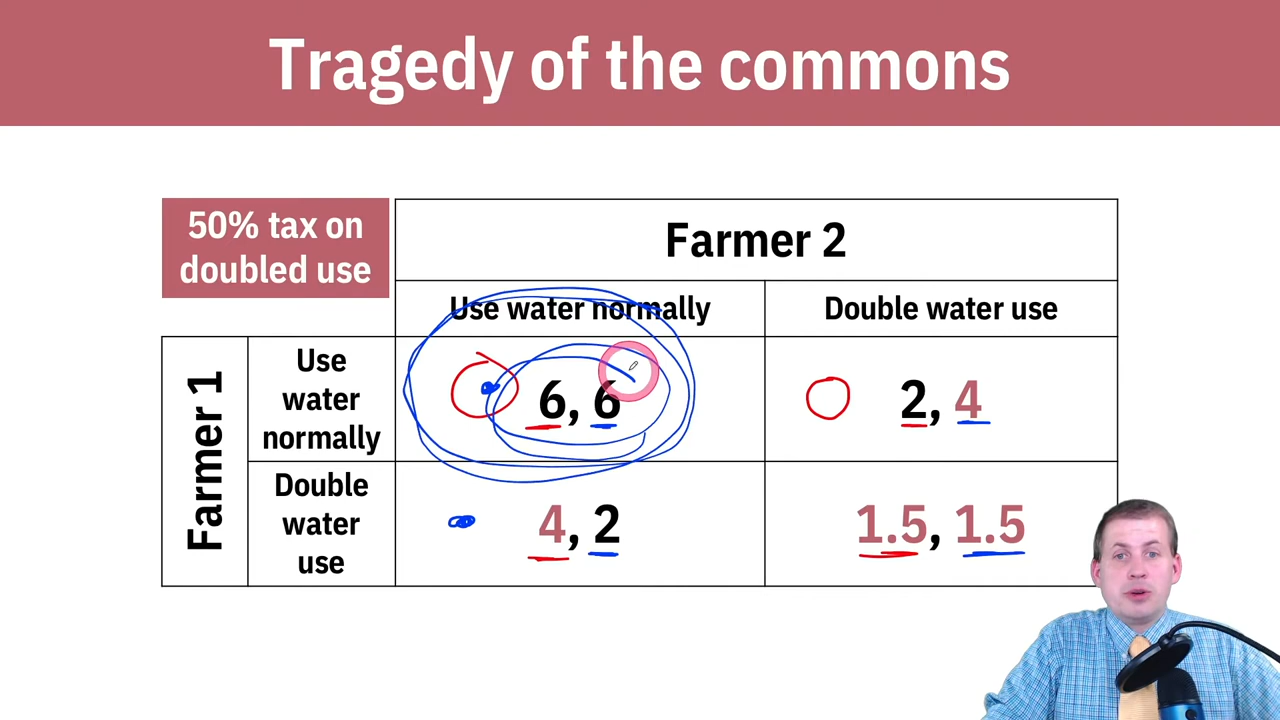 Tragedy of the commons
50% tax on
doubled use
Farmer 2
Use water normally
Double water use
Farmer 1
Use
water
normally
6, 6
2, 4
Double
water
use
4, 2
1.5, 1.5